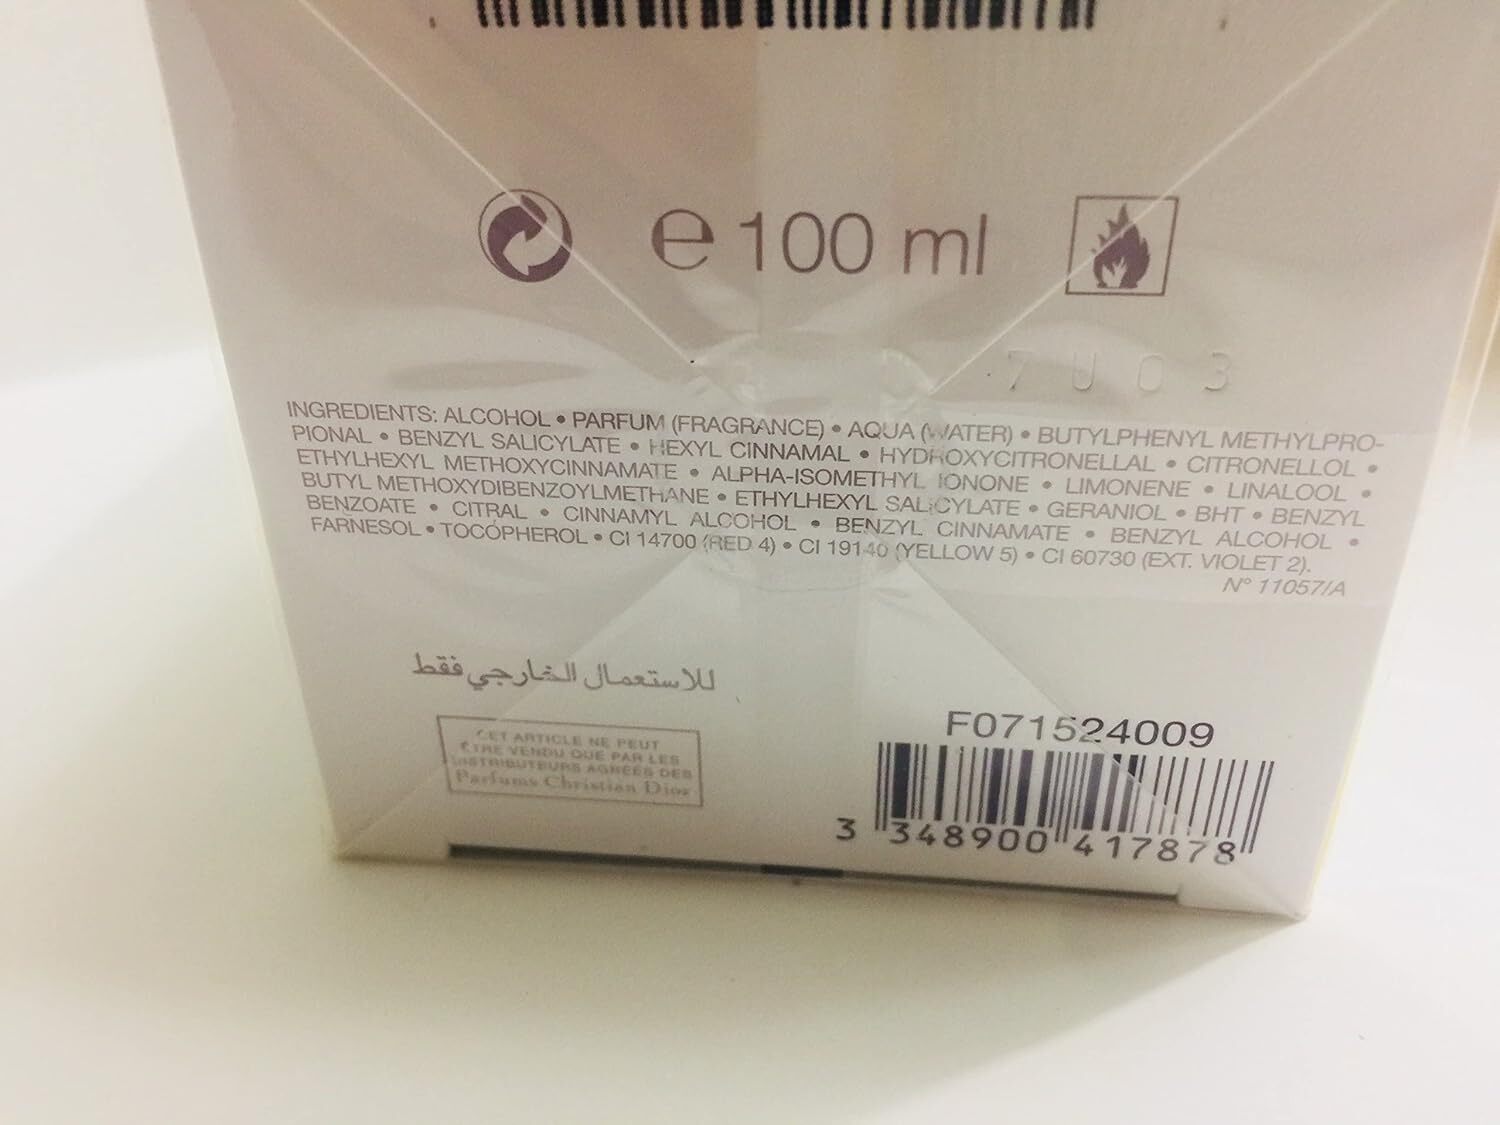 e 100 ml
7U03
INGREDIENTS: ALCOHOL • PARFUM (FRAGRANCE) • AQUA (WATER) • BUTYLPHENYL METHYLPRO-
PIONAL • BENZYL SALICYLATE • HEXYL CINNAMAL • HYDROXYCITRONELLAL • CITRONELLOL •
ETHYLHEXYL METHOXYCINNAMATE • ALPHA-ISOMETHYL IONONE • LIMONENE • LINALOOL •
BUTYL METHOXYDIBENZOYLMETHANE • ETHYLHEXYL SALICYLATE • GERANIOL • BHT • BENZYL
BENZOATE • CITRAL • CINNAMYL ALCOHOL • BENZYL CINNAMATE • BENZYL ALCOHOL •
FARNESOL • TOCOPHEROL • CI 14700 (RED 4) • CI 19140 (YELLOW 5) • CI 60730 (EXT. VIOLET 2).
N° 11057/A
للاستعمال الخارجي فقط
CET ARTICLE NE PEUT
ETRE VENDU QUE PAR LES
DISTRIBUTEURS AGREES DES
Parfums Christian Dior
F071524009
3 348900 417878